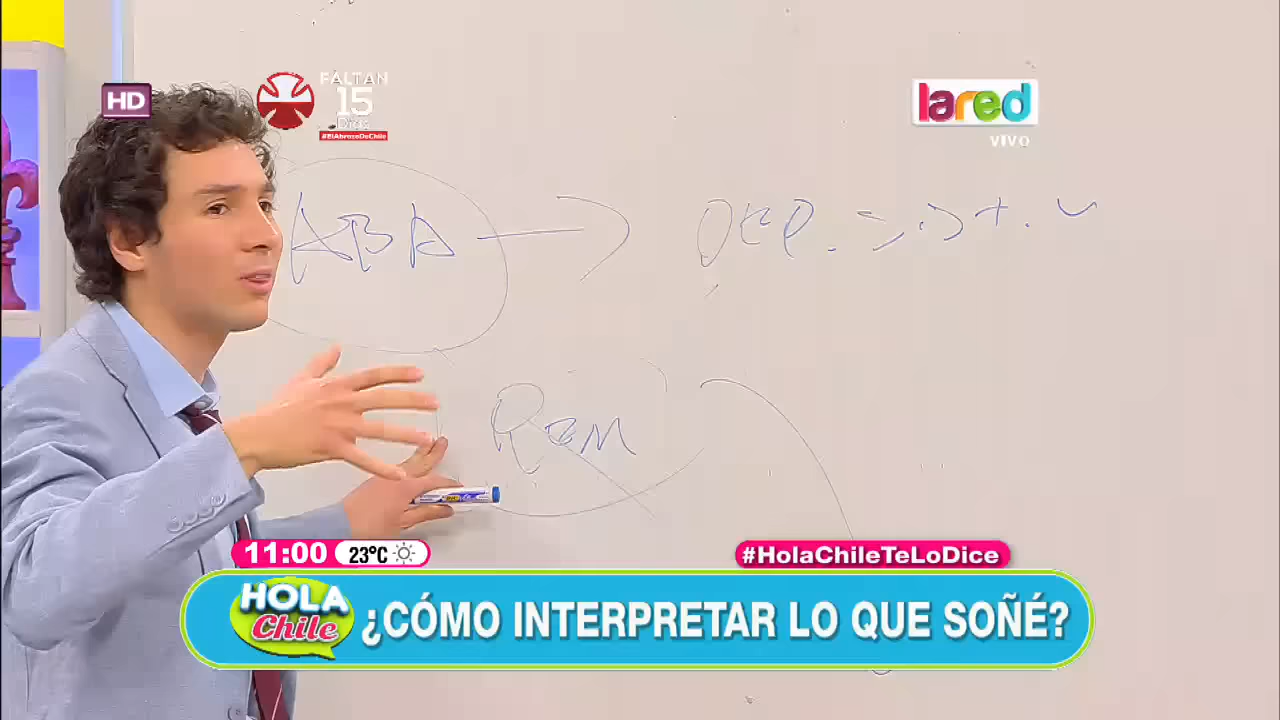 HD
FALTAN
15
Días
#ElAbrazoDeChile
lared
VIVO
ABA
REM
11:00 23°C
#HolaChileTeLoDice
HOLA
Chile
¿CÓMO INTERPRETAR LO QUE SOÑÉ?